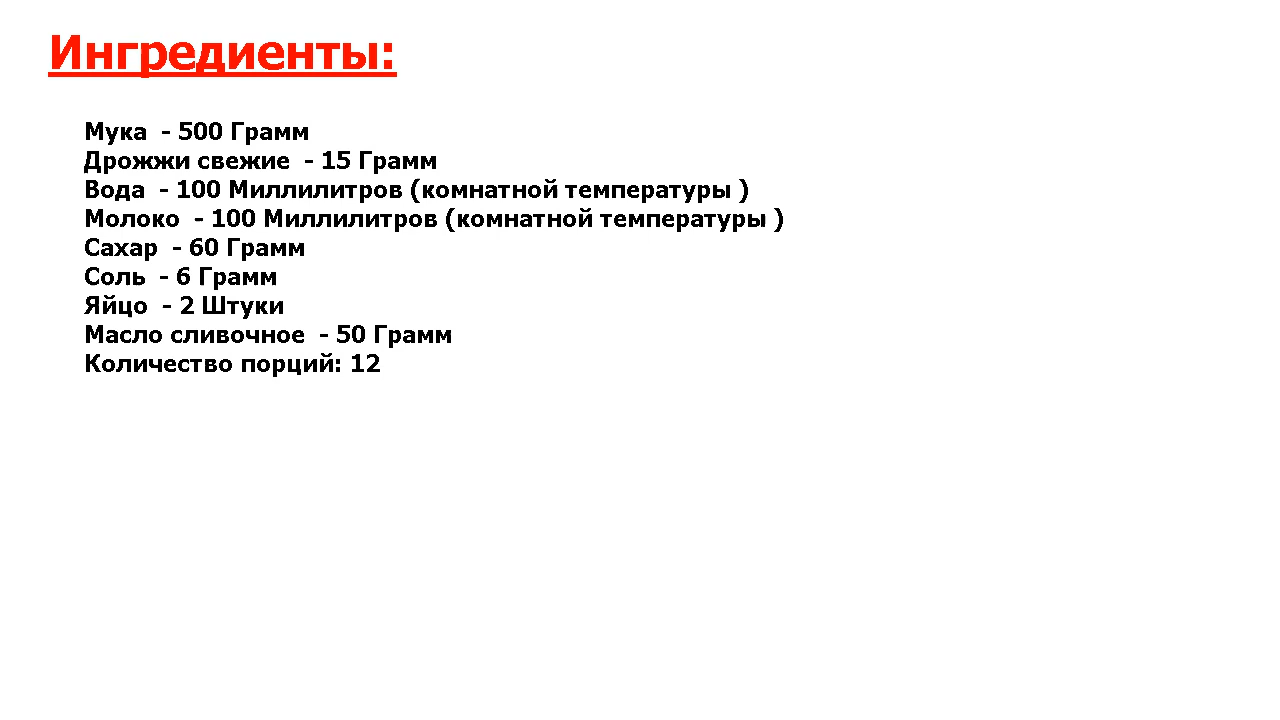 Ингредиенты:
Мука - 500 Грамм
Дрожжи свежие - 15 Грамм
Вода - 100 Миллилитров (комнатной температуры )
Молоко - 100 Миллилитров (комнатной температуры )
Сахар - 60 Грамм
Соль - 6 Грамм
Яйцо - 2 Штуки
Масло сливочное - 50 Грамм
Количество порций: 12